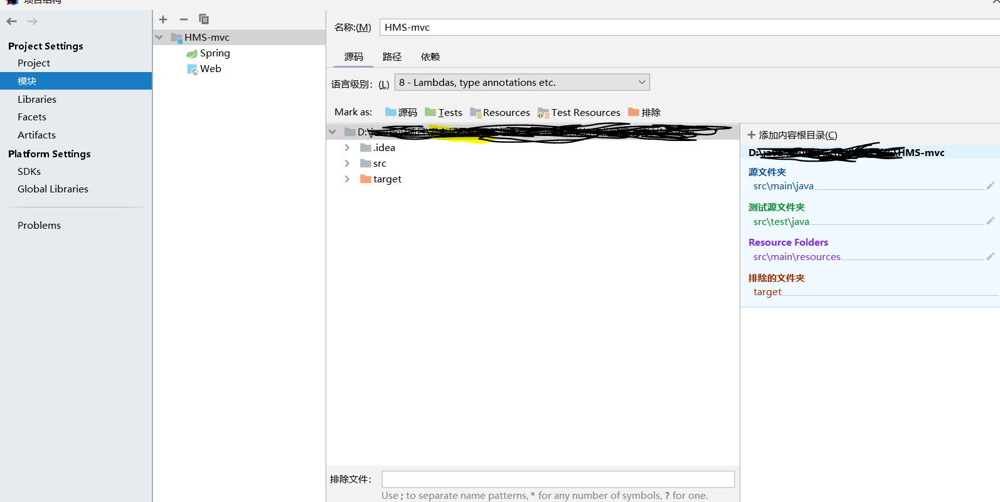 项目结构
Project Settings
Project
模块
Libraries
Facets
Artifacts
Platform Settings
SDKs
Global Libraries
Problems
HMS-mvc
Spring
Web
名称:(M) HMS-mvc
源码 路径 依赖
语言级别: (L) 8 - Lambdas, type annotations etc.
Mark as: 源码 Tests Resources Test Resources 排除
D:\
.idea
src
target
排除文件:
Use ; to separate name patterns, * for any number of symbols, ? for one.
添加内容根目录(C)
D:\ \HMS-mvc
源文件夹
src\main\java
测试源文件夹
src\test\java
Resource Folders
src\main\resources
排除的文件夹
target